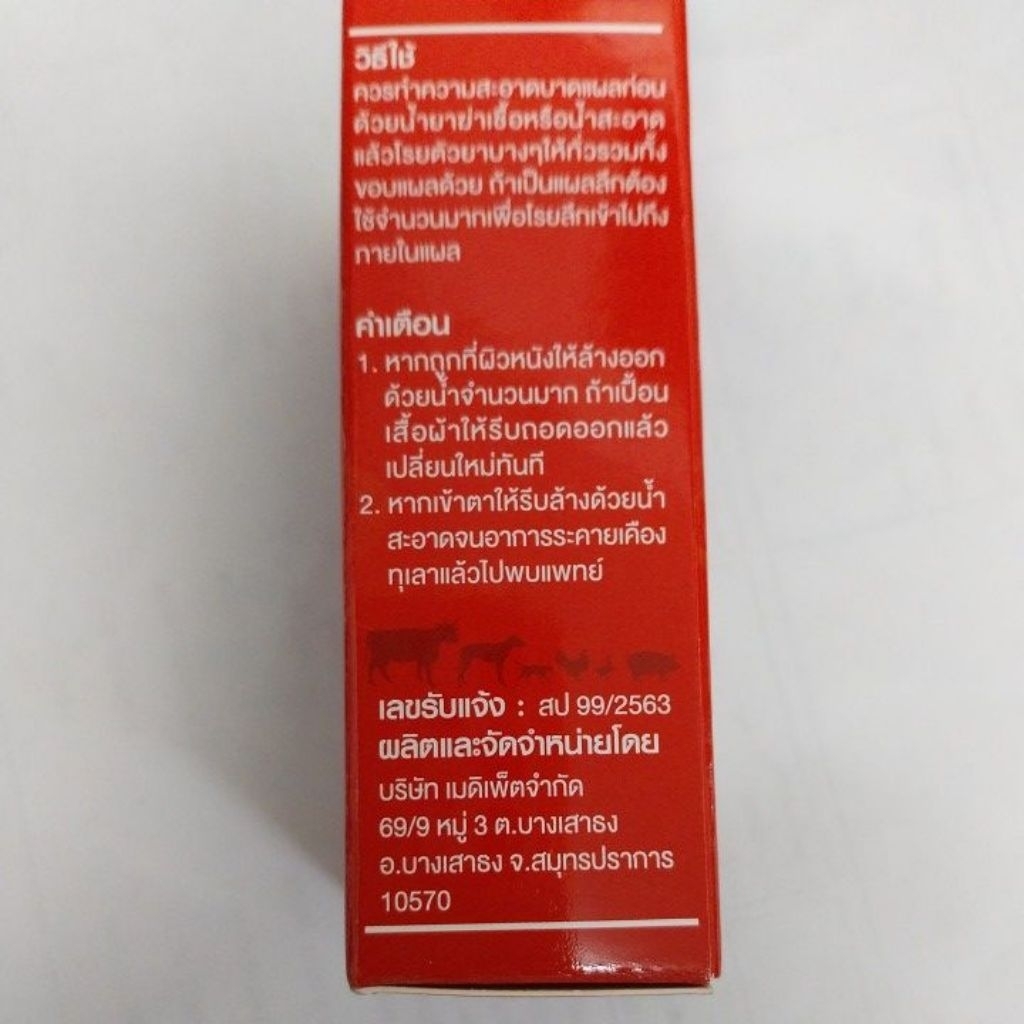 วิธีใช้
ควรทำความสะอาดบาดแผลก่อน
ด้วยน้ำยาฆ่าเชื้อหรือน้ำสะอาด
แล้วโรยตัวยาบางๆให้ทั่วรวมทั้ง
ขอบแผลด้วย ถ้าเป็นแผลลึกต้อง
ใช้จำนวนมากเพื่อโรยลึกเข้าไปถึง
ภายในแผล
คำเตือน
1. หากถูกที่ผิวหนังให้ล้างออก
ด้วยน้ำจำนวนมาก ถ้าเปื้อน
เสื้อผ้าให้รีบถอดออกแล้ว
เปลี่ยนใหม่ทันที
2. หากเข้าตาให้รีบล้างด้วยน้ำ
สะอาดจนอาการระคายเคือง
ทุเลาแล้วไปพบแพทย์
เลขรับแจ้ง : สป 99/2563
ผลิตและจัดจำหน่ายโดย
บริษัท เมดิเพ็ตจำกัด
69/9 หมู่ 3 ต.บางเสาธง
อ.บางเสาธง จ.สมุทรปราการ
10570